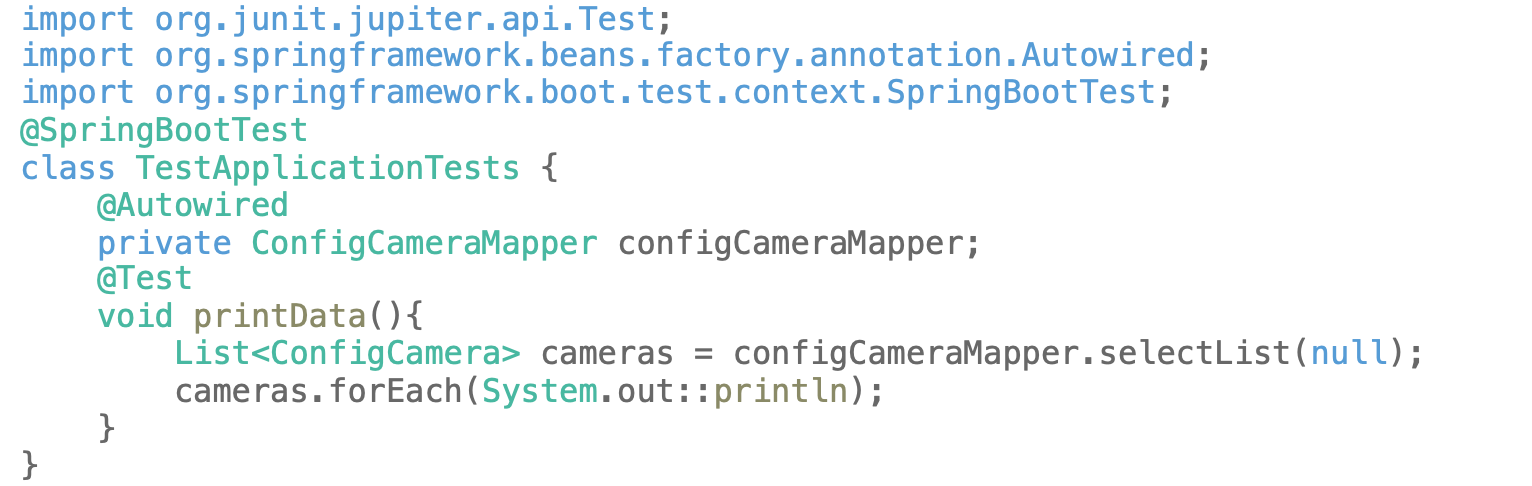 import org.junit.jupiter.api.Test;
import org.springframework.beans.factory.annotation.Autowired;
import org.springframework.boot.test.context.SpringBootTest;
@SpringBootTest
class TestApplicationTests {
    @Autowired
    private ConfigCameraMapper configCameraMapper;
    @Test
    void printData(){
        List<ConfigCamera> cameras = configCameraMapper.selectList(null);
        cameras.forEach(System.out::println);
    }
}